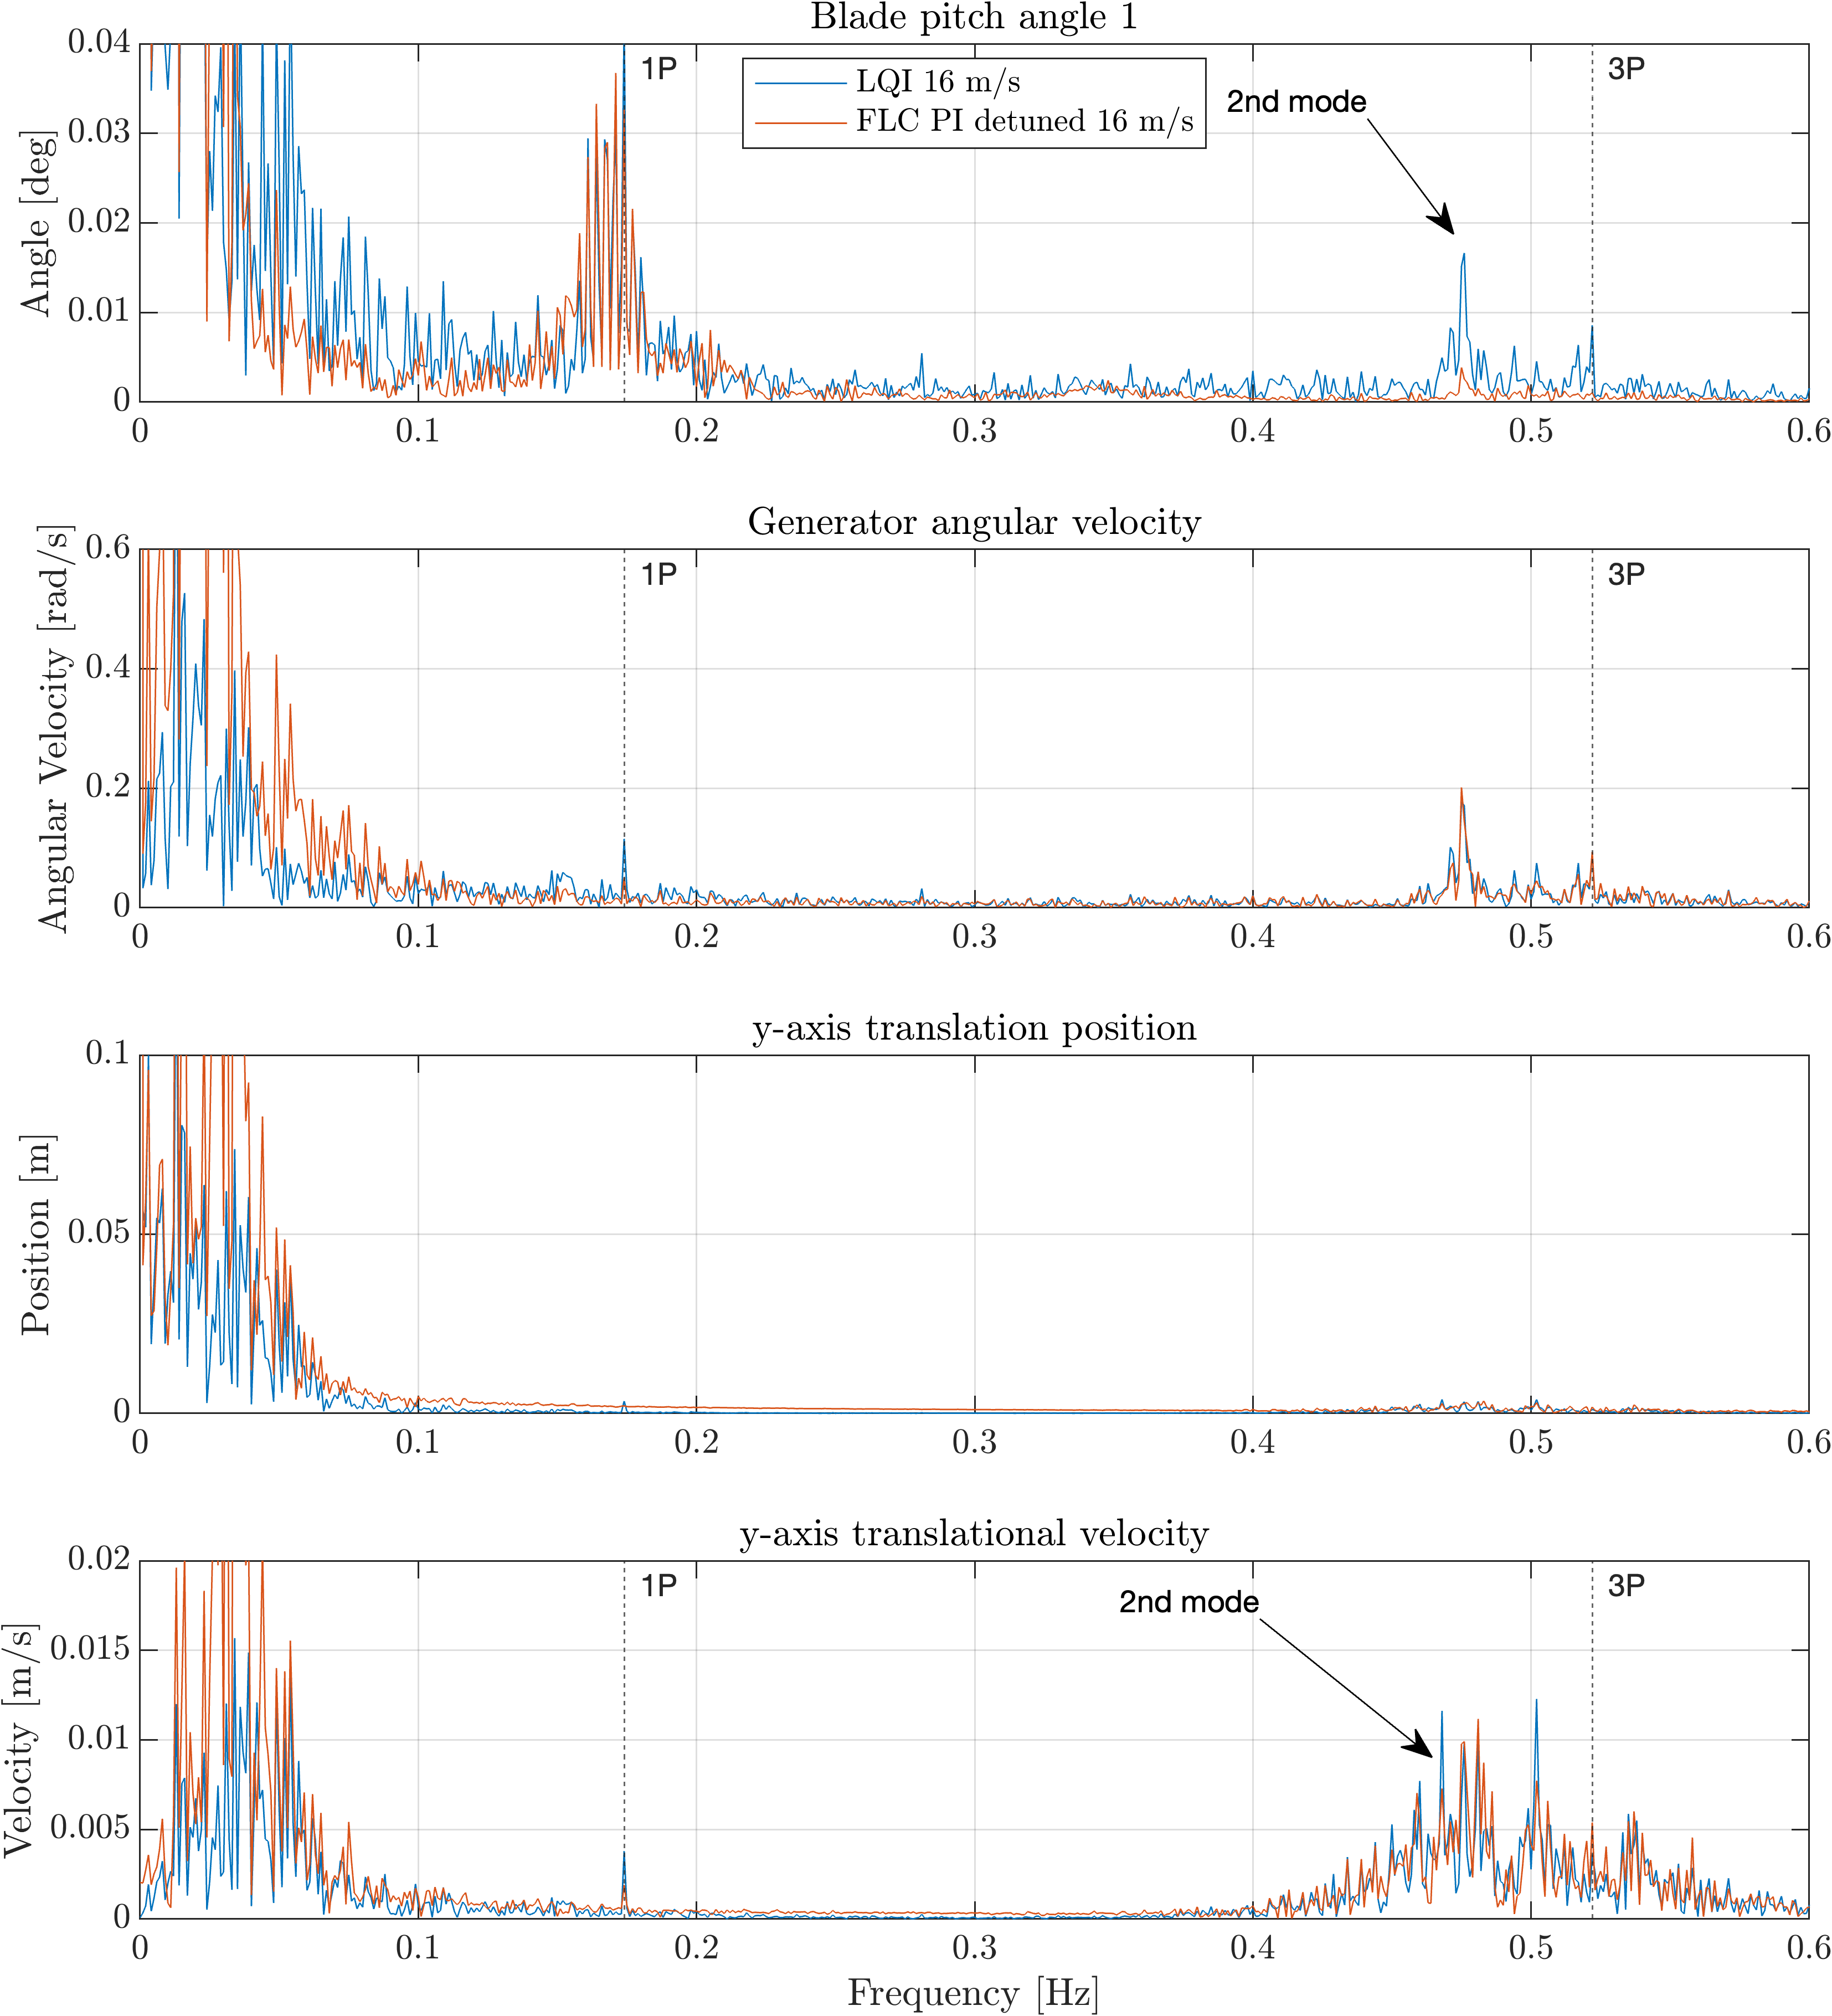 Blade pitch angle 1
0.04
0.03
0.02
0.01
0
Angle [deg]
1P
LQI 16 m/s
FLC PI detuned 16 m/s
2nd mode
3P
0 0.1 0.2 0.3 0.4 0.5 0.6
Generator angular velocity
0.6
0.4
0.2
0
Angular Velocity [rad/s]
1P
3P
0 0.1 0.2 0.3 0.4 0.5 0.6
y-axis translation position
0.1
0.05
0
Position [m]
0 0.1 0.2 0.3 0.4 0.5 0.6
y-axis translational velocity
0.02
0.015
0.01
0.005
0
Velocity [m/s]
1P
2nd mode
3P
0 0.1 0.2 0.3 0.4 0.5 0.6
Frequency [Hz]